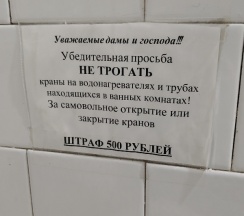 Уважаемые дамы и господа!!!
Убедительная просьба
НЕ ТРОГАТЬ
краны на водонагревателях и трубах
находящихся в ванных комнатах!
За самовольное открытие или
закрытие кранов
ШТРАФ 500 РУБЛЕЙ